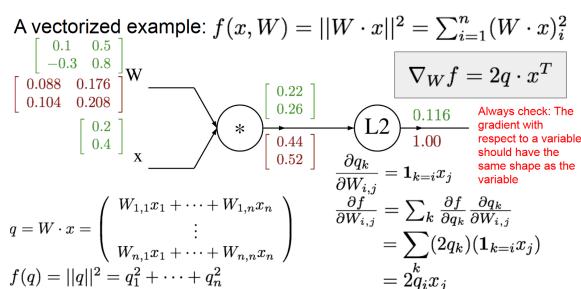 A vectorized example: f(x, W) = ||W · x||² = ∑ⁿᵢ₌₁ (W · x)ᵢ²
[ 0.1 0.5
−0.3 0.8 ]
W
[ 0.088 0.176
0.104 0.208 ]
[ 0.2
0.4 ]
x
*
[ 0.22
0.26 ]
[ 0.44
0.52 ]
L2
0.116
1.00
∇_W f = 2q · x^T
Always check: The
gradient with
respect to a variable
should have the
same shape as the
variable
∂q_k/∂W_{i,j} = 1_{k=i} x_j
∂f/∂W_{i,j} = ∑_k ∂f/∂q_k ∂q_k/∂W_{i,j}
= ∑_k (2q_k)(1_{k=i} x_j)
= 2q_i x_j
q = W · x = ( W_{1,1}x_1 + ⋯ + W_{1,n}x_n
⋮
W_{n,1}x_1 + ⋯ + W_{n,n}x_n )
f(q) = ||q||² = q_1² + ⋯ + q_n²